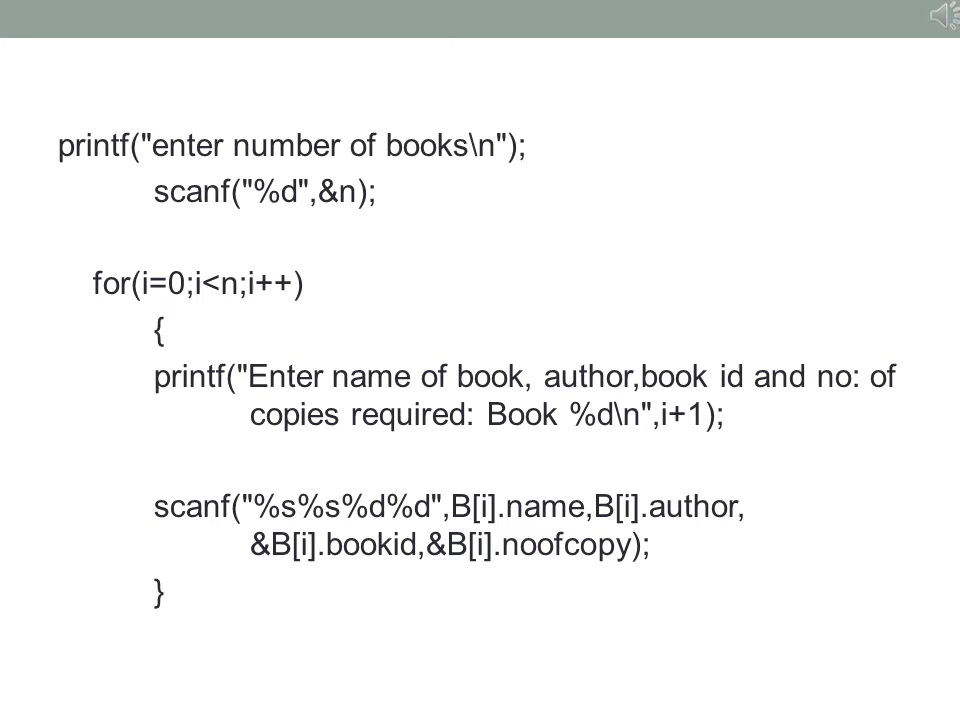 printf("enter number of books\n");
scanf("%d",&n);
for(i=0;i<n;i++)
{
printf("Enter name of book, author,book id and no: of
copies required: Book %d\n",i+1);
scanf("%s%s%d%d",B[i].name,B[i].author,
&B[i].bookid,&B[i].noofcopy);
}